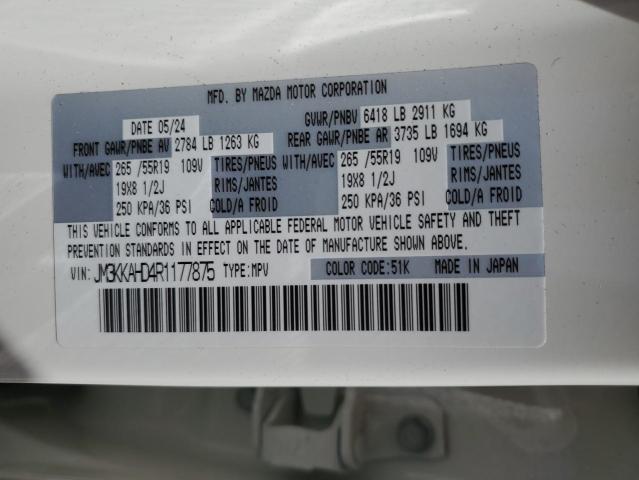 MFD. BY MAZDA MOTOR CORPORATION
DATE 05/24 GVWR/PNBV 6418 LB 2911 KG
FRONT GAWR/PNBE AV 2784 LB 1263 KG REAR GAWR/PNBE AR 3735 LB 1694 KG
WITH/AVEC 265 /55R19 109V TIRES/PNEUS WITH/AVEC 265 /55R19 109V TIRES/PNEUS
19X8 1/2J RIMS/JANTES 19X8 1/2J RIMS/JANTES
250 KPA/36 PSI COLD/A FROID 250 KPA/36 PSI COLD/A FROID
THIS VEHICLE CONFORMS TO ALL APPLICABLE FEDERAL MOTOR VEHICLE SAFETY AND THEFT
PREVENTION STANDARDS IN EFFECT ON THE DATE OF MANUFACTURE SHOWN ABOVE.
VIN: JM3KKAHD4R1177875 TYPE:MPV COLOR CODE:51K MADE IN JAPAN